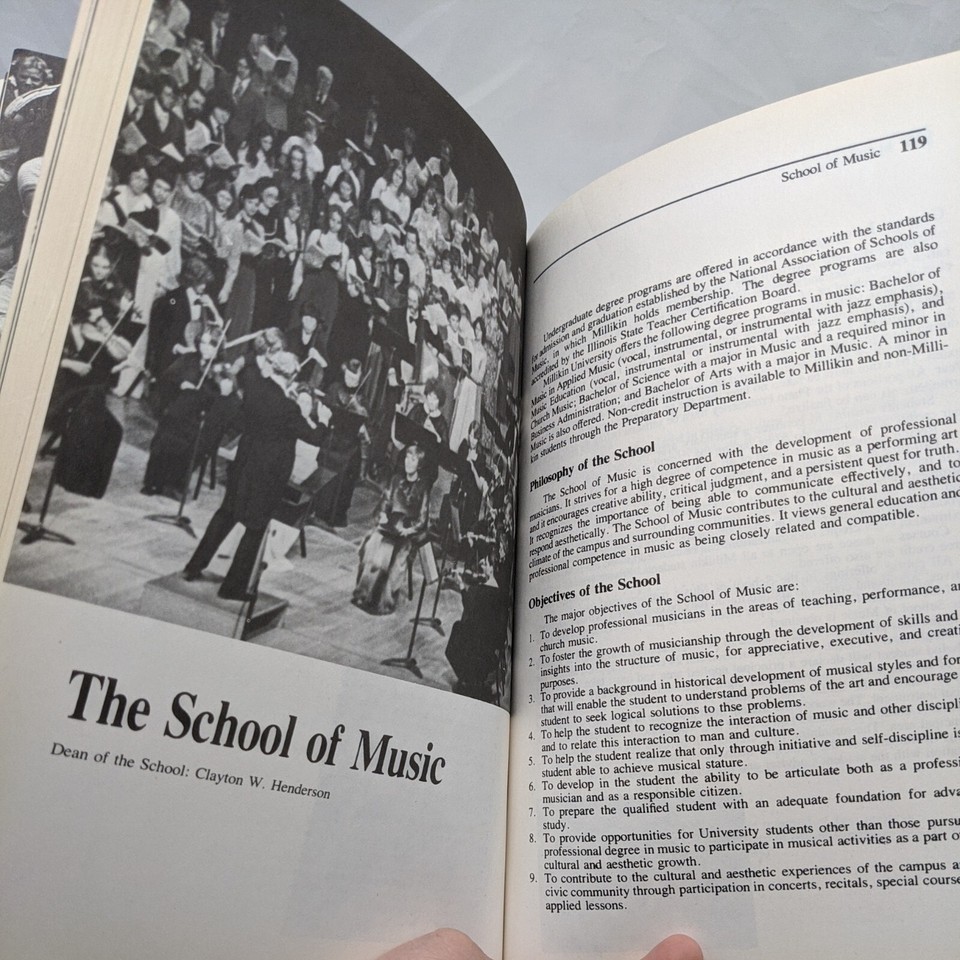 The School of Music
Dean of the School: Clayton W. Henderson
School of Music 119
Undergraduate degree programs are offered in accordance with the standards
for admission and graduation established by the National Association of Schools of
Music, in which Millikin holds membership. The degree programs are also
accredited by the Illinois State Teacher Certification Board.
Millikin University offers the following degree programs in music: Bachelor of
Music in Applied Music (vocal, instrumental, or instrumental with jazz emphasis),
Music Education (vocal, instrumental or instrumental with jazz emphasis), and
Church Music; Bachelor of Science with a major in Music and a required minor in
Business Administration; and Bachelor of Arts with a major in Music. A minor in
Music is also offered. Non-credit instruction is available to Millikin and non-Milli-
kin students through the Preparatory Department.
Philosophy of the School
The School of Music is concerned with the development of professional
musicians. It strives for a high degree of competence in music as a performing art
and it encourages creative ability, critical judgment, and a persistent quest for truth.
It recognizes the importance of being able to communicate effectively, and to
respond aesthetically. The School of Music contributes to the cultural and aesthetic
climate of the campus and surrounding communities. It views general education and
professional competence in music as being closely related and compatible.
Objectives of the School
The major objectives of the School of Music are:
1. To develop professional musicians in the areas of teaching, performance,
church music.
2. To foster the growth of musicianship through the development of skills and
insights into the structure of music, for appreciative, executive, and
purposes.
3. To provide a background in historical development of musical styles and
that will enable the student to understand problems of the art and encourage
student to seek logical solutions to thse problems.
4. To help the student to recognize the interaction of music and other
and to relate this interaction to man and culture.
5. To help the student realize that only through initiative and self-discipline
student able to achieve musical stature.
6. To develop in the student the ability to be articulate both as a
musician and as a responsible citizen.
7. To prepare the qualified student with an adequate foundation for
study.
8. To provide opportunities for University students other than those
professional degree in music to participate in musical activities as a part
cultural and aesthetic growth.
9. To contribute to the cultural and aesthetic experiences of the campus
civic community through participation in concerts, recitals, special
applied lessons.